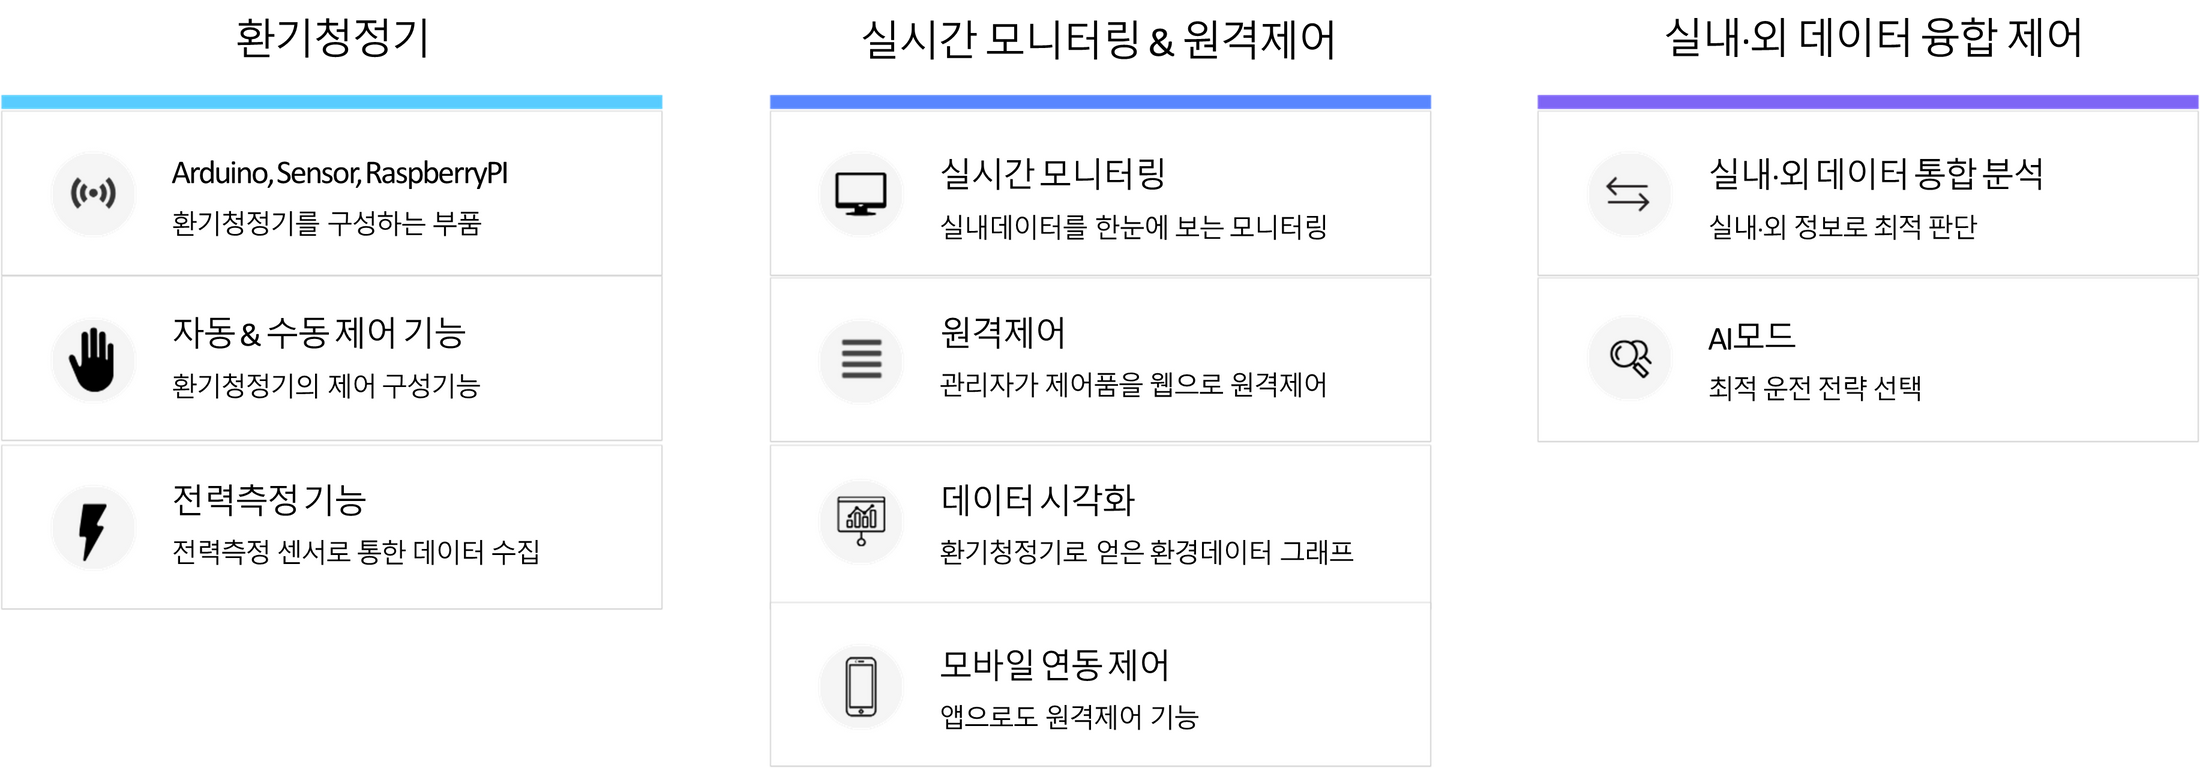 환기청정기
Arduino, Sensor, RaspberryPI
환기청정기를 구성하는 부품
자동 & 수동 제어 기능
환기청정기의 제어 구성기능
전력측정 기능
전력측정 센서로 통한 데이터 수집
실시간 모니터링 & 원격제어
실시간 모니터링
실내데이터를 한눈에 보는 모니터링
원격제어
관리자가 제어품을 웹으로 원격제어
데이터 시각화
환기청정기로 얻은 환경데이터 그래프
모바일 연동 제어
앱으로도 원격제어 기능
실내·외 데이터 융합 제어
실내·외 데이터 통합 분석
실내·외 정보로 최적 판단
AI모드
최적 운전 전략 선택